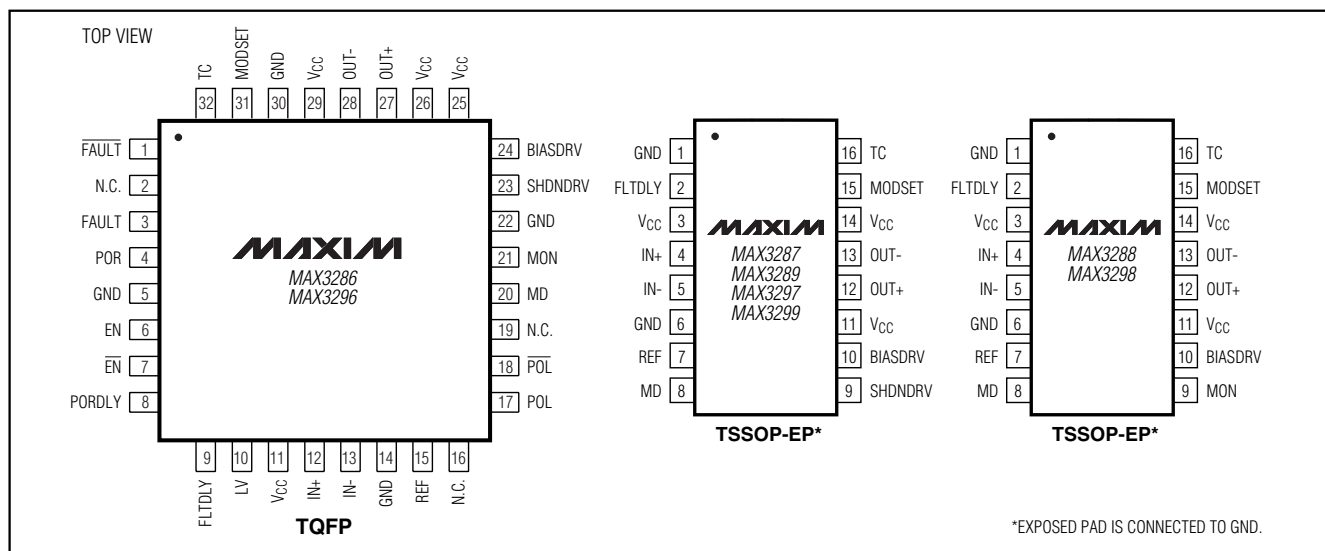 TOP VIEW
TC
MODSET
GND
VCC
OUT-
OUT+
VCC
VCC
32 31 30 29 28 27 26 25
FAULT 1
N.C. 2
FAULT 3
POR 4
GND 5
EN 6
EN 7
PORDLY 8
MAXIM
MAX3286
MAX3296
24 BIASDRV
23 SHDNDRV
22 GND
21 MON
20 MD
19 N.C.
18 POL
17 POL
9 10 11 12 13 14 15 16
FLTDLY
LV
VCC
IN+
IN-
GND
REF
N.C.
TQFP
GND 1
FLTDLY 2
VCC 3
IN+ 4
IN- 5
GND 6
REF 7
MD 8
MAXIM
MAX3287
MAX3289
MAX3297
MAX3299
16 TC
15 MODSET
14 VCC
13 OUT-
12 OUT+
11 VCC
10 BIASDRV
9 SHDNDRV
TSSOP-EP*
GND 1
FLTDLY 2
VCC 3
IN+ 4
IN- 5
GND 6
REF 7
MD 8
MAXIM
MAX3288
MAX3298
16 TC
15 MODSET
14 VCC
13 OUT-
12 OUT+
11 VCC
10 BIASDRV
9 MON
TSSOP-EP*
*EXPOSED PAD IS CONNECTED TO GND.